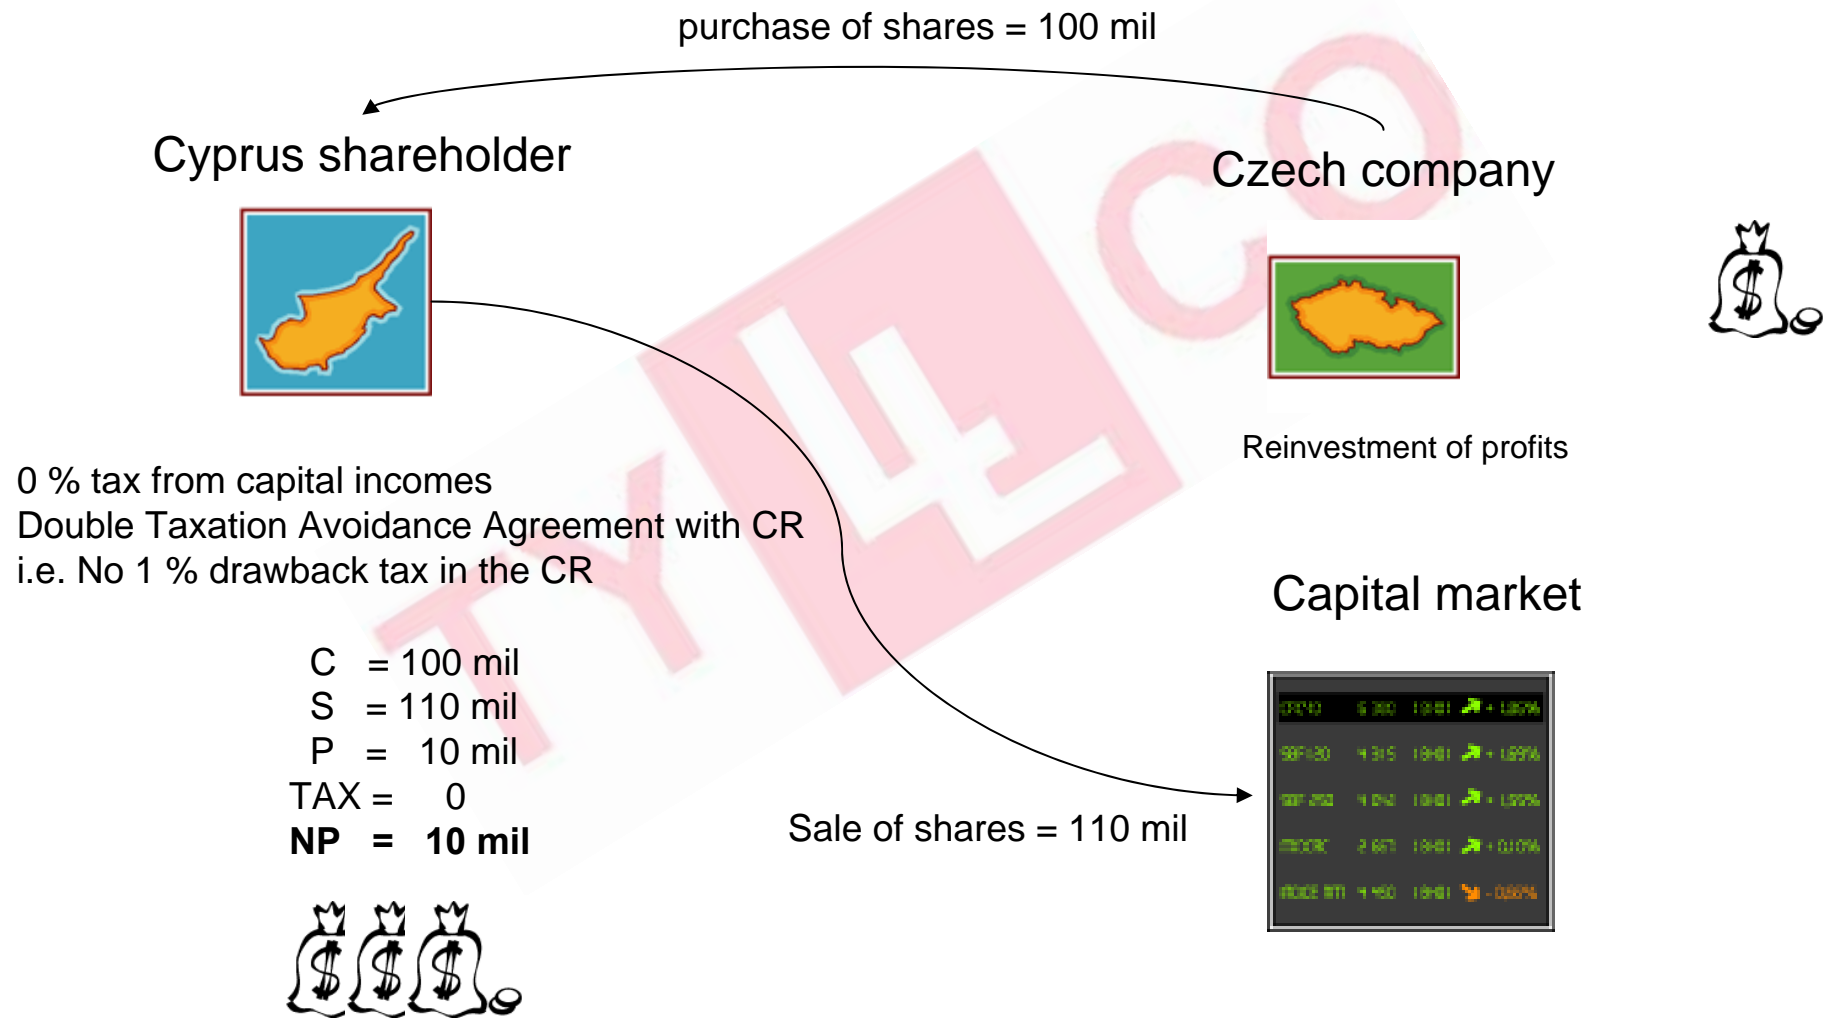 purchase of shares = 100 mil
Cyprus shareholder
Czech company
Reinvestment of profits
0 % tax from capital incomes
Double Taxation Avoidance Agreement with CR
i.e. No 1 % drawback tax in the CR
Capital market
C = 100 mil
S = 110 mil
P = 10 mil
TAX = 0
NP = 10 mil
Sale of shares = 110 mil
TY
CO